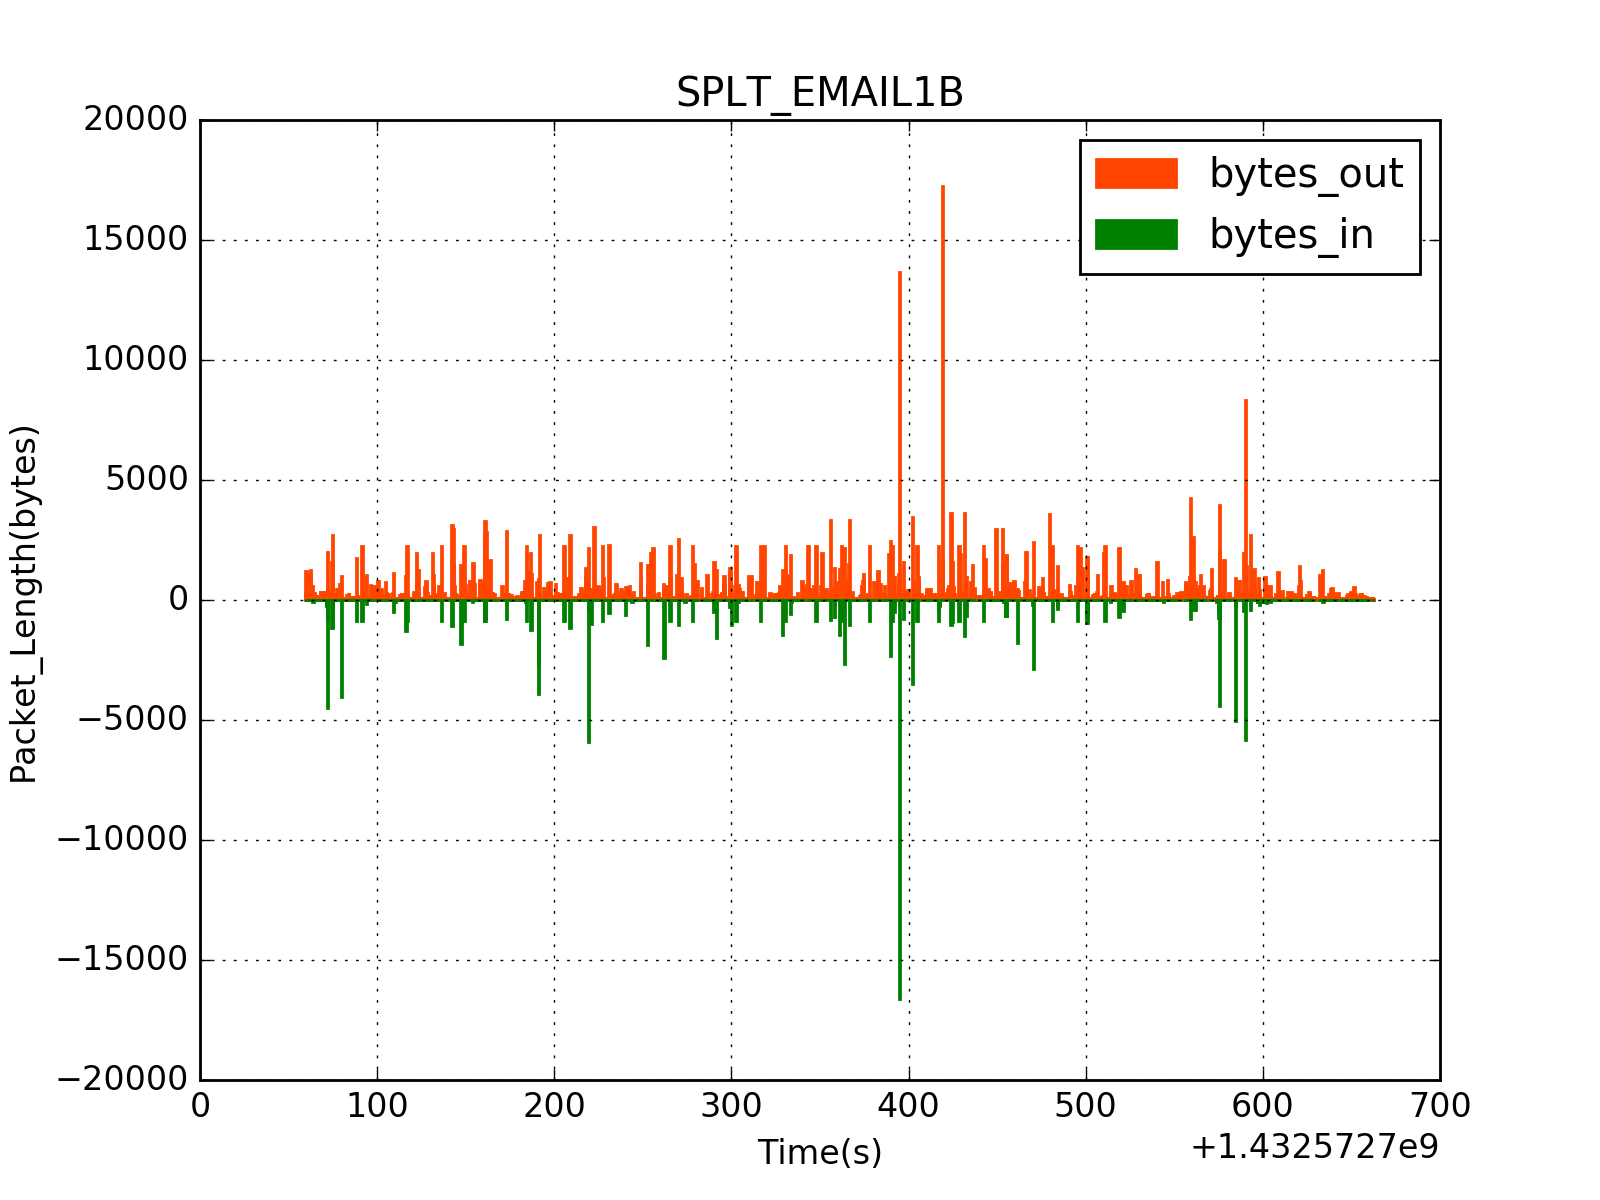 SPLT_EMAIL1B
bytes_out
bytes_in
20000
15000
10000
5000
0
−5000
−10000
−15000
−20000
Packet_Length(bytes)
0 100 200 300 400 500 600 700
Time(s)
+1.4325727e9